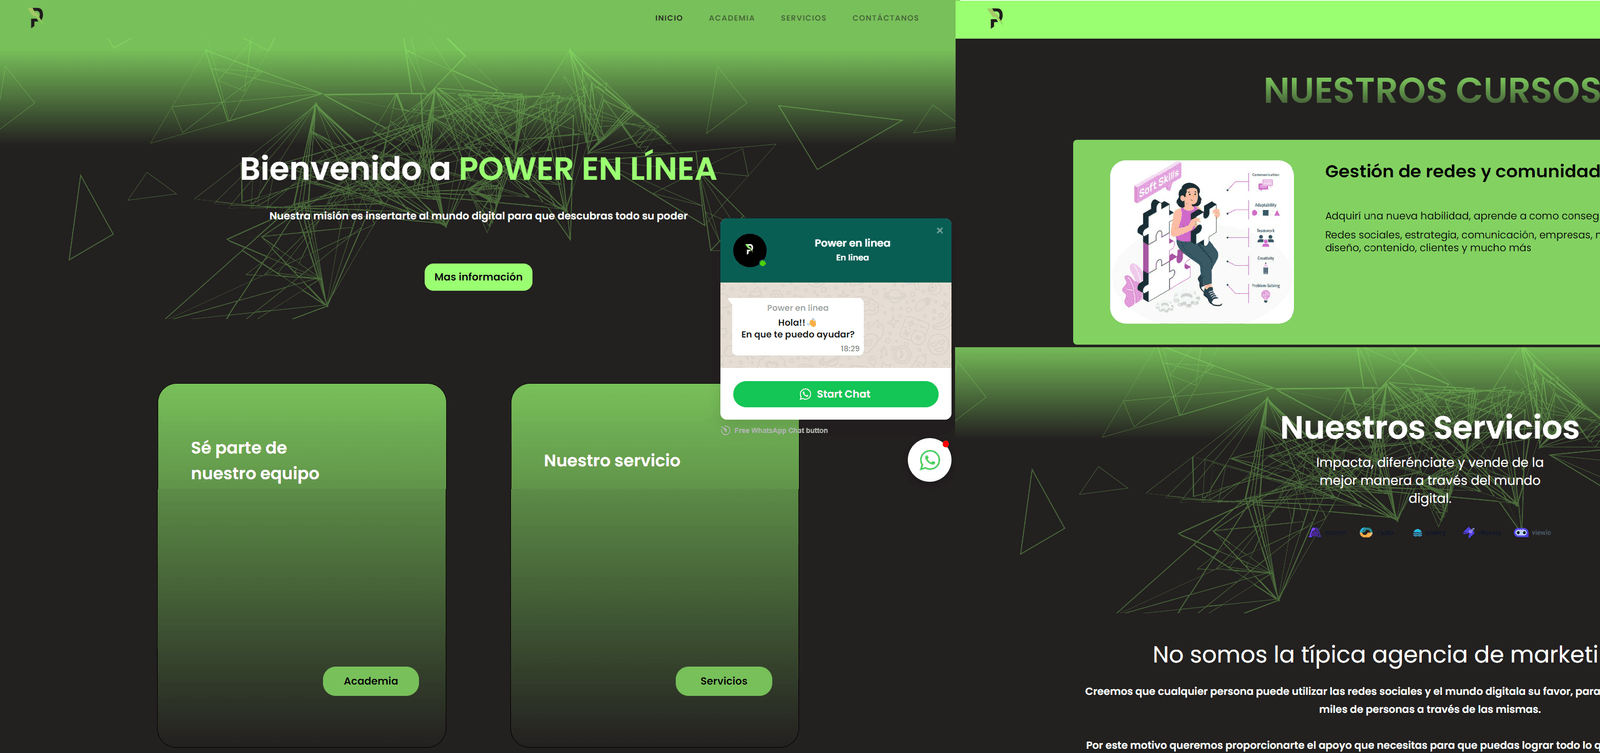 INICIO
ACADEMIA
SERVICIOS
CONTÁCTANOS
Bienvenido a POWER EN LÍNEA
Nuestra misión es insertarte al mundo digital para que descubras todo su poder
Mas información
Power en linea
En línea
Power en linea
Hola!!👋
En que te puedo ayudar?
18:29
Start Chat
Free WhatsApp Chat button
Sé parte de
nuestro equipo
Academia
Nuestro servicio
Servicios
NUESTROS CURSOS
Soft Skills
Communication
Adaptability
Teamwork
Creativity
Problem-Solving
Gestión de redes y comunidad
Adquirí una nueva habilidad, aprende a como conseg
Redes sociales, estrategia, comunicación, empresas,
diseño, contenido, clientes y mucho más
Nuestros Servicios
Impacta, diferénciate y vende de la
mejor manera a través del mundo
digital.
viewio
No somos la típica agencia de marketi
Creemos que cualquier persona puede utilizar las redes sociales y el mundo digitala su favor, para
miles de personas a través de las mismas.
Por este motivo queremos proporcionarte el apoyo que necesitas para que puedas lograr todo lo